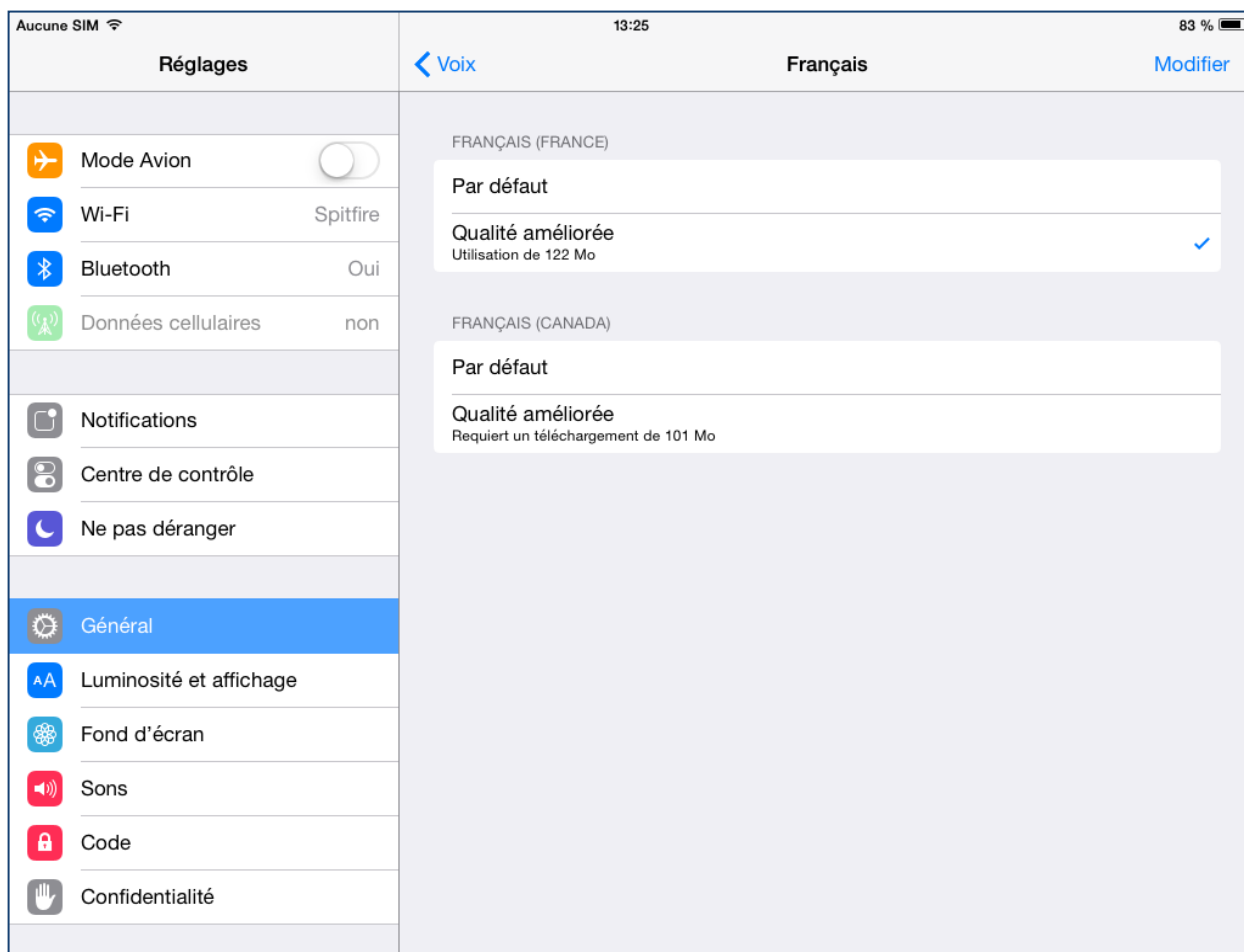 Aucune SIM 13:25 83 %
Réglages
Mode Avion
Wi-Fi Spitfire
Bluetooth Oui
Données cellulaires non
Notifications
Centre de contrôle
Ne pas déranger
Général
AA Luminosité et affichage
Fond d’écran
Sons
Code
Confidentialité
Voix Français Modifier
FRANÇAIS (FRANCE)
Par défaut
Qualité améliorée
Utilisation de 122 Mo
FRANÇAIS (CANADA)
Par défaut
Qualité améliorée
Requiert un téléchargement de 101 Mo